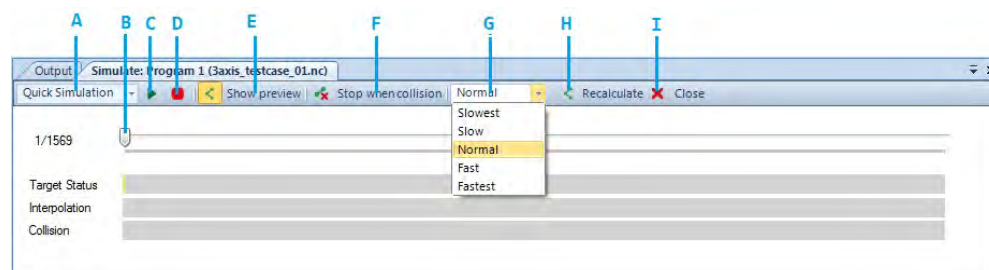 A B C D E F G H I
Output Simulate: Program 1 (3axis_testcase_01.nc)
Quick Simulation Show preview Stop when collision Normal Recalculate Close
Slowest
Slow
Normal
Fast
Fastest
1/1569
Target Status
Interpolation
Collision